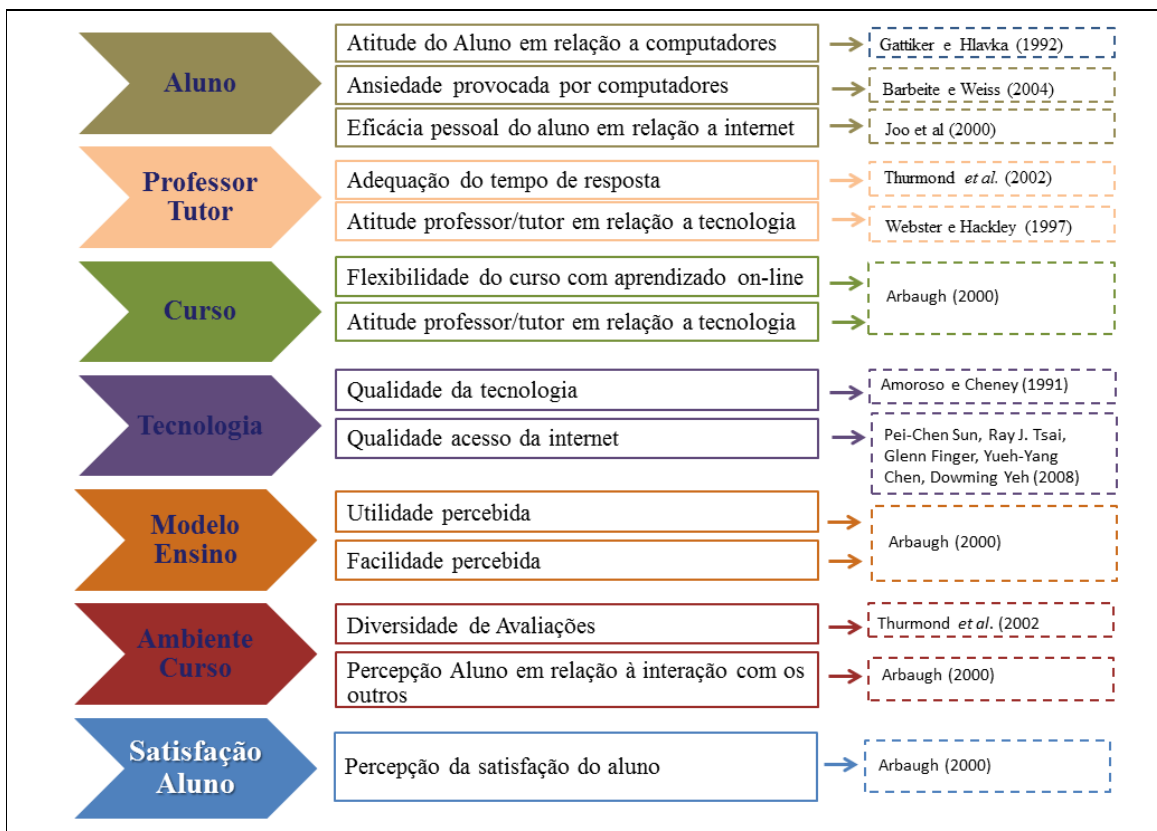 Aluno
Atitude do Aluno em relação a computadores
Gattiker e Hlavka (1992)
Ansiedade provocada por computadores
Barbeite e Weiss (2004)
Eficácia pessoal do aluno em relação a internet
Joo et al (2000)
Professor
Tutor
Adequação do tempo de resposta
Thurmond et al. (2002)
Atitude professor/tutor em relação a tecnologia
Webster e Hackley (1997)
Curso
Flexibilidade do curso com aprendizado on-line
Atitude professor/tutor em relação a tecnologia
Arbaugh (2000)
Tecnologia
Qualidade da tecnologia
Amoroso e Cheney (1991)
Qualidade acesso da internet
Pei-Chen Sun, Ray J. Tsai,
Glenn Finger, Yueh-Yang
Chen, Dowming Yeh (2008)
Modelo
Ensino
Utilidade percebida
Facilidade percebida
Arbaugh (2000)
Ambiente
Curso
Diversidade de Avaliações
Thurmond et al. (2002
Percepção Aluno em relação à interação com os
outros
Arbaugh (2000)
Satisfação
Aluno
Percepção da satisfação do aluno
Arbaugh (2000)